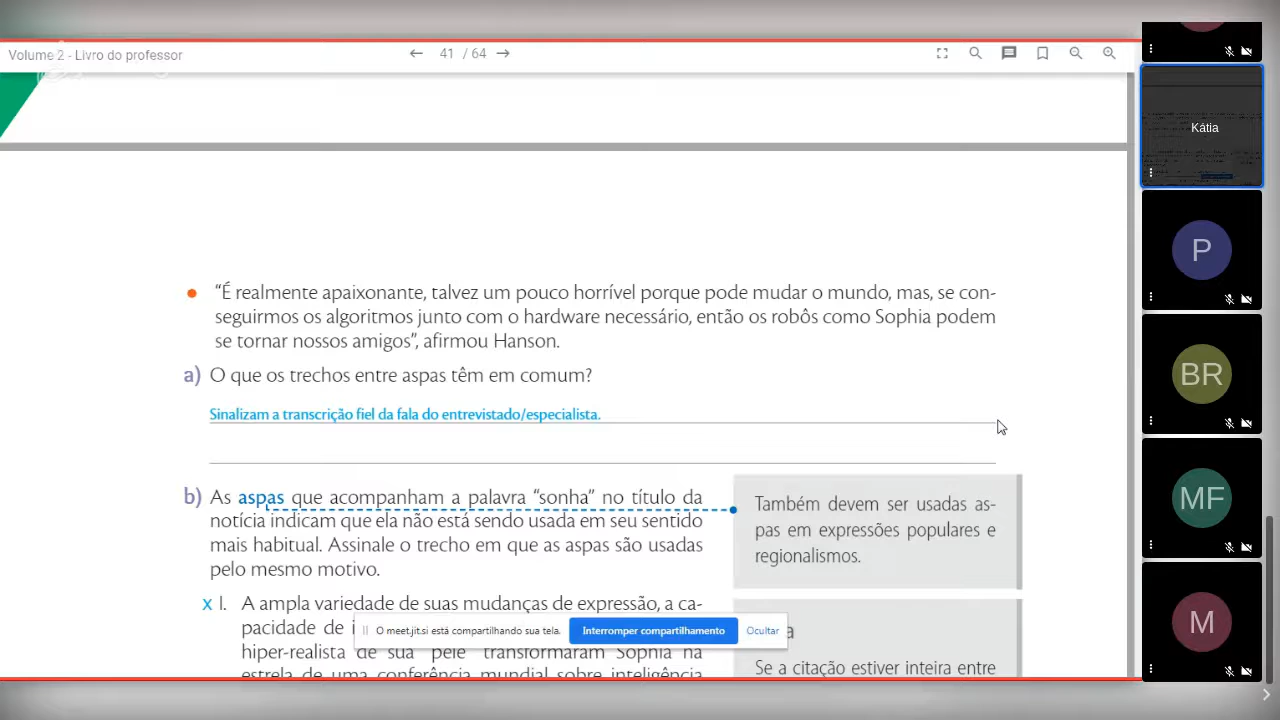 Volume 2 - Livro do professor
41 / 64
Kátia
“É realmente apaixonante, talvez um pouco horrível porque pode mudar o mundo, mas, se con-
seguirmos os algoritmos junto com o hardware necessário, então os robôs como Sophia podem
se tornar nossos amigos”, afirmou Hanson.
a) O que os trechos entre aspas têm em comum?
Sinalizam a transcrição fiel da fala do entrevistado/especialista.
b) As aspas que acompanham a palavra “sonha” no título da
notícia indicam que ela não está sendo usada em seu sentido
mais habitual. Assinale o trecho em que as aspas são usadas
pelo mesmo motivo.
Também devem ser usadas as-
pas em expressões populares e
regionalismos.
x I. A ampla variedade de suas mudanças de expressão, a ca-
pacidade de
hiper-realista de sua pele transformaram Sophia na
estrela de uma conferência mundial sobre inteligência
Se a citação estiver inteira entre
O meet.jit.si está compartilhando sua tela.
Interromper compartilhamento
Ocultar
P
BR
MF
M